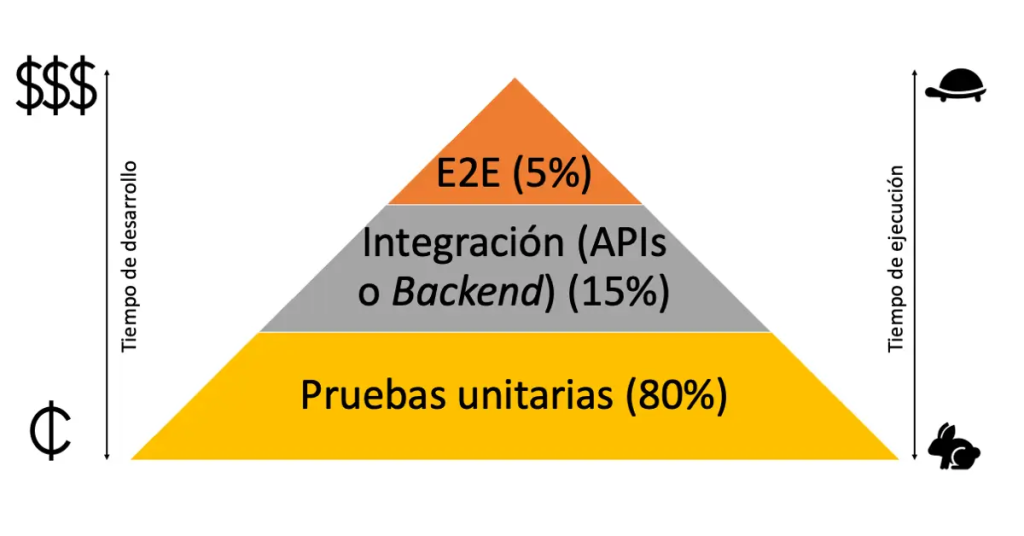 $$$
Tiempo de desarrollo
₵
E2E (5%)
Integración (APIs
o Backend) (15%)
Pruebas unitarias (80%)
Tiempo de ejecución